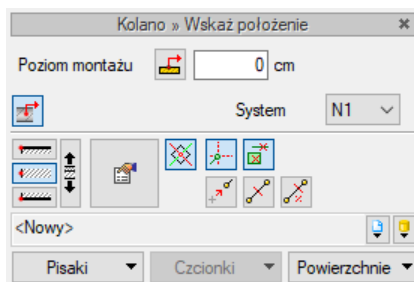 Kolano » Wskaż położenie
Poziom montażu 0 cm
System N1
<Nowy>
Pisaki Czcionki Powierzchnie